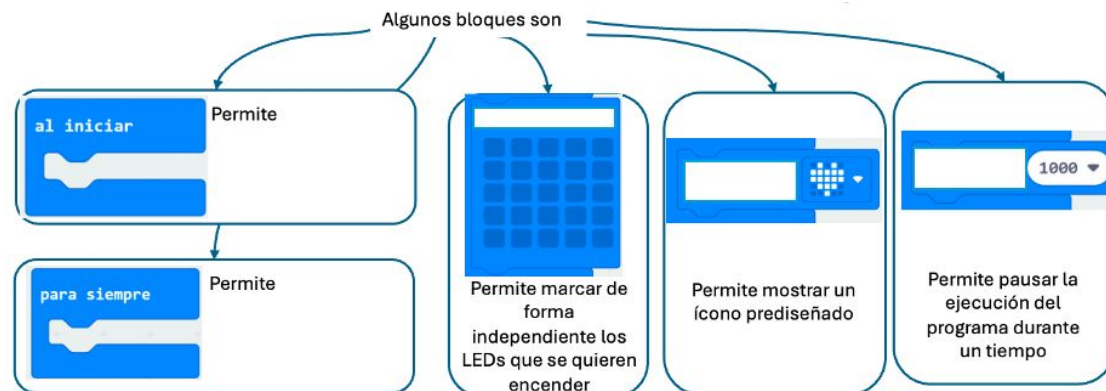 Algunos bloques son
al iniciar
Permite
para siempre
Permite
Permite marcar de
forma
independiente los
LEDs que se quieren
encender
Permite mostrar un
ícono prediseñado
1000
Permite pausar la
ejecución del
programa durante
un tiempo